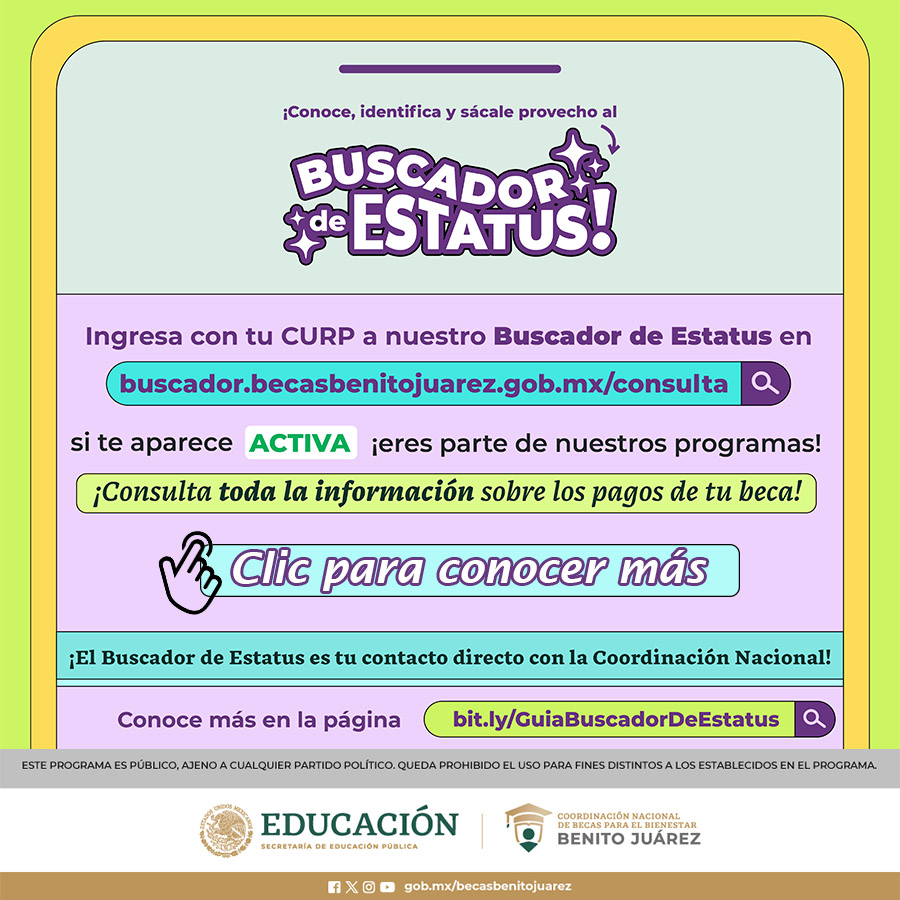 ¡Conoce, identifica y sácale provecho al
BUSCADOR
de ESTATUS!
Ingresa con tu CURP a nuestro Buscador de Estatus en
buscador.becasbenitojuarez.gob.mx/consulta
si te aparece ACTIVA ¡eres parte de nuestros programas!
¡Consulta toda la información sobre los pagos de tu beca!
Clic para conocer más
¡El Buscador de Estatus es tu contacto directo con la Coordinación Nacional!
Conoce más en la página bit.ly/GuiaBuscadorDeEstatus
ESTE PROGRAMA ES PÚBLICO, AJENO A CUALQUIER PARTIDO POLÍTICO. QUEDA PROHIBIDO EL USO PARA FINES DISTINTOS A LOS ESTABLECIDOS EN EL PROGRAMA.
ESTADOS UNIDOS MEXICANOS
EDUCACIÓN
SECRETARÍA DE EDUCACIÓN PÚBLICA
COORDINACIÓN NACIONAL
DE BECAS PARA EL BIENESTAR
BENITO JUÁREZ
gob.mx/becasbenitojuarez